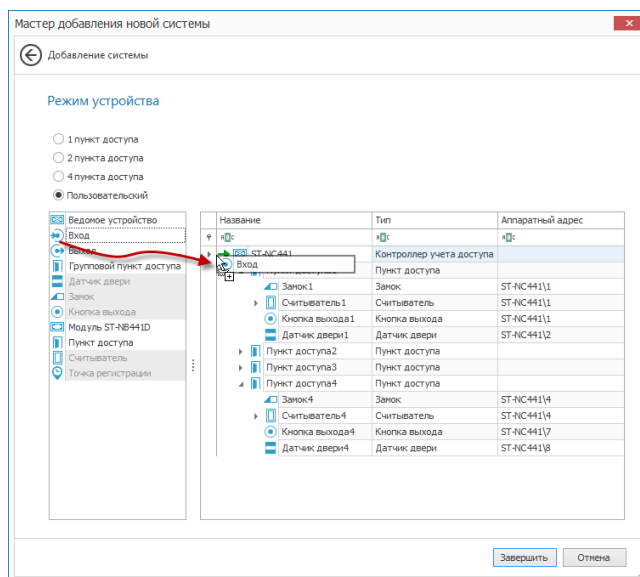 Мастер добавления новой системы
Добавление системы
Режим устройства
1 пункт доступа
2 пункта доступа
4 пункта доступа
Пользовательский
Ведомое устройство
Вход
Выход
Групповой пункт доступа
Датчик двери
Замок
Кнопка выхода
Модуль ST-NB441D
Пункт доступа
Считыватель
Точка регистрации
Название Тип Аппаратный адрес
ST-NC441 Контроллер учета доступа
Вход
Пункт доступа1 Пункт доступа
Замок1 Замок ST-NC441\1
Считыватель1 Считыватель ST-NC441\1
Кнопка выхода1 Кнопка выхода ST-NC441\1
Датчик двери1 Датчик двери ST-NC441\2
Пункт доступа2 Пункт доступа
Пункт доступа3 Пункт доступа
Пункт доступа4 Пункт доступа
Замок4 Замок ST-NC441\4
Считыватель4 Считыватель ST-NC441\4
Кнопка выхода4 Кнопка выхода ST-NC441\7
Датчик двери4 Датчик двери ST-NC441\8
Завершить Отмена